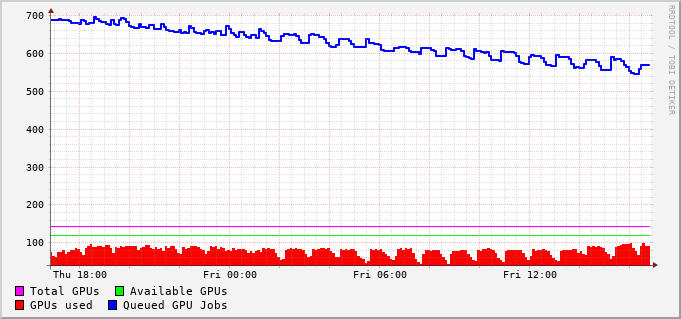 700
600
500
400
300
200
100
Thu 18:00 Fri 00:00 Fri 06:00 Fri 12:00
Total GPUs Available GPUs
GPUs used Queued GPU Jobs
RRDTOOL / TOBI OETIKER